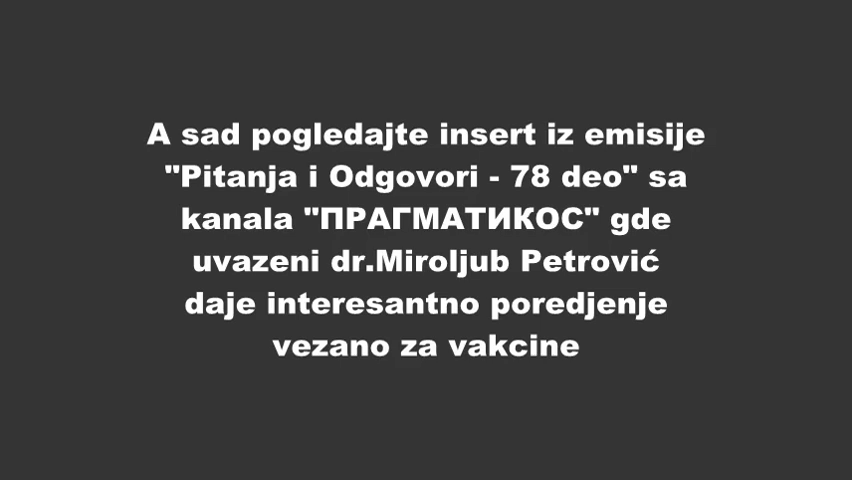 A sad pogledajte insert iz emisije
"Pitanja i Odgovori - 78 deo" sa
kanala "ПРАГМАТИКОС" gde
uvazeni dr.Miroljub Petrović
daje interesantno poredjenje
vezano za vakcine